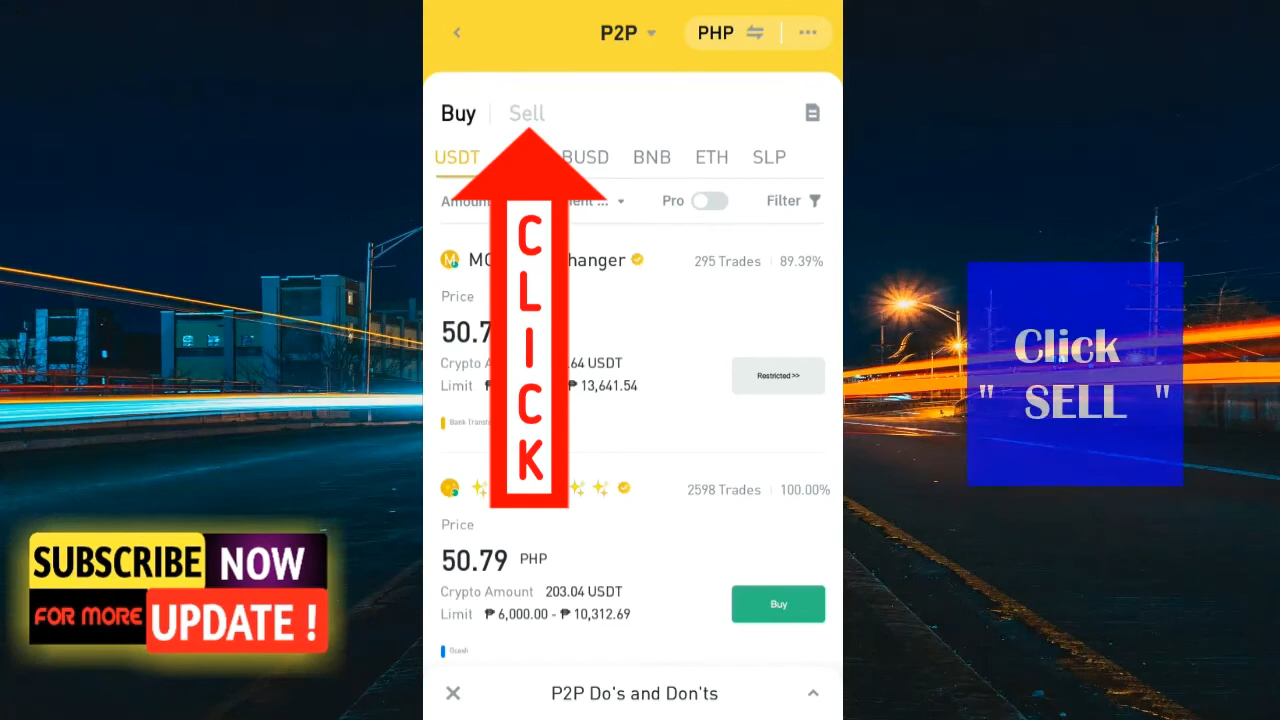 P2P
PHP
Buy
Sell
USDT
BUSD
BNB
ETH
SLP
Pro
Filter
CLICK
hanger
295 Trades
89.39%
Price
50.7
.64 USDT
Limit
₱ 13,641.54
Restricted >>
Click
" SELL "
2598 Trades
100.00%
Price
50.79 PHP
Crypto Amount 203.04 USDT
Limit ₱ 6,000.00 - ₱ 10,312.69
Buy
Gcash
P2P Do's and Don'ts
SUBSCRIBE NOW
FOR MORE UPDATE !